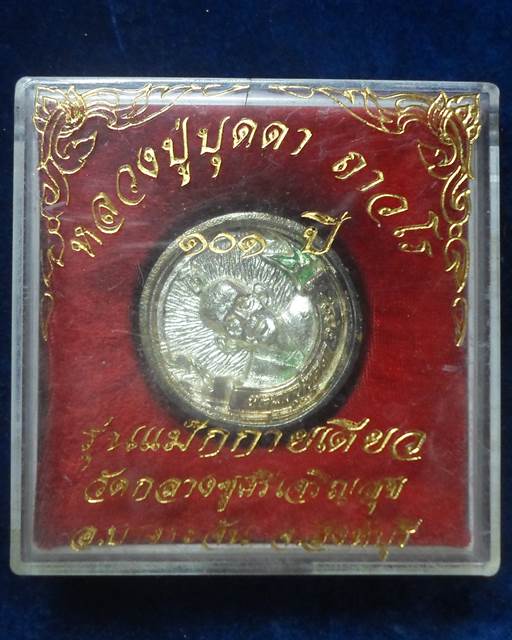 หลวงปู่บุดดา ถาวโร
๑๐๑ ปี
รุ่นแม๊กกายเดียว
วัดกลางชูศรีเจริญสุข
อ.บางระจัน จ.สิงห์บุรี